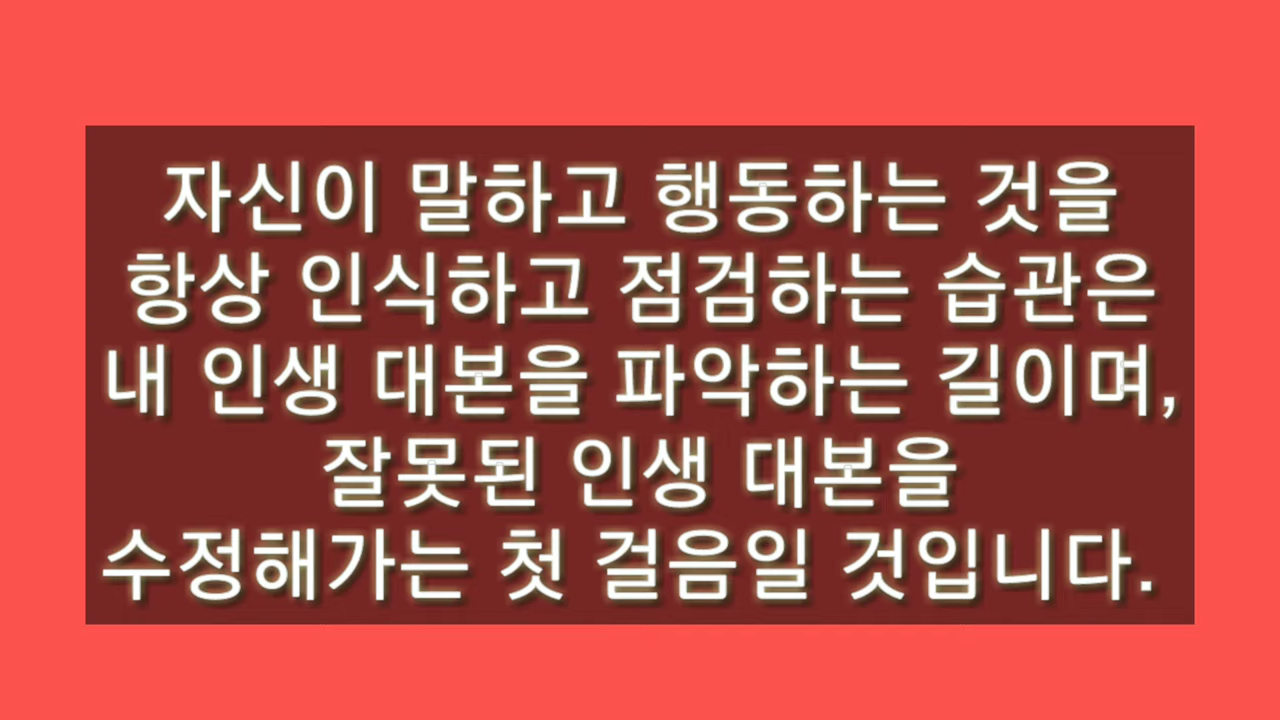 자신이 말하고 행동하는 것을
항상 인식하고 점검하는 습관은
내 인생 대본을 파악하는 길이며,
잘못된 인생 대본을
수정해가는 첫 걸음일 것입니다.